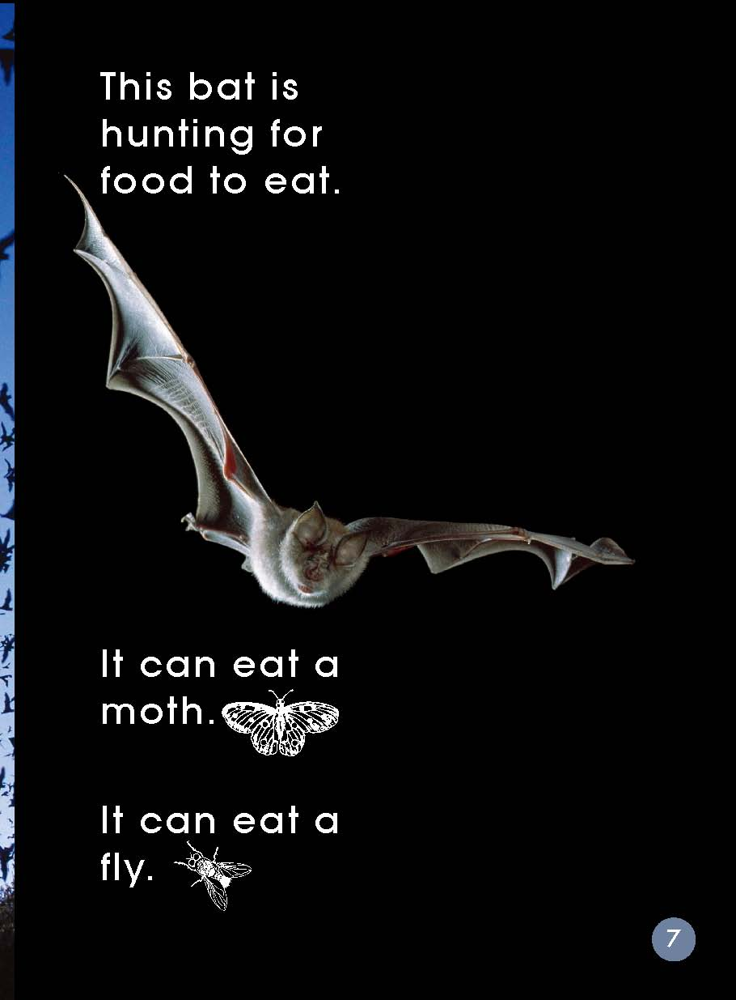 This bat is
hunting for
food to eat.
It can eat a
moth.
It can eat a
fly.
7